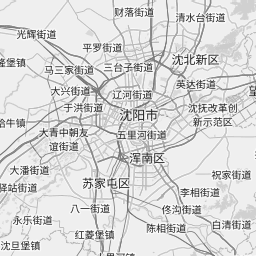 财落街道
清水台街道
光辉街道
平罗街道
隆堡镇
马三家街道
三台子街道
沈北新区
大兴街道
辽河街道
英达街道
于洪街道
沈阳市
沈抚改革创
新示范区
哈牛镇
大青中朝友
谊街道
五里河街道
浑南区
大潘街道
驿站街道
苏家屯区
祝家街道
李相街道
八一街道
佟沟街道
永乐街道
陈相街道
白清街道
沈旦堡镇
红菱堡镇